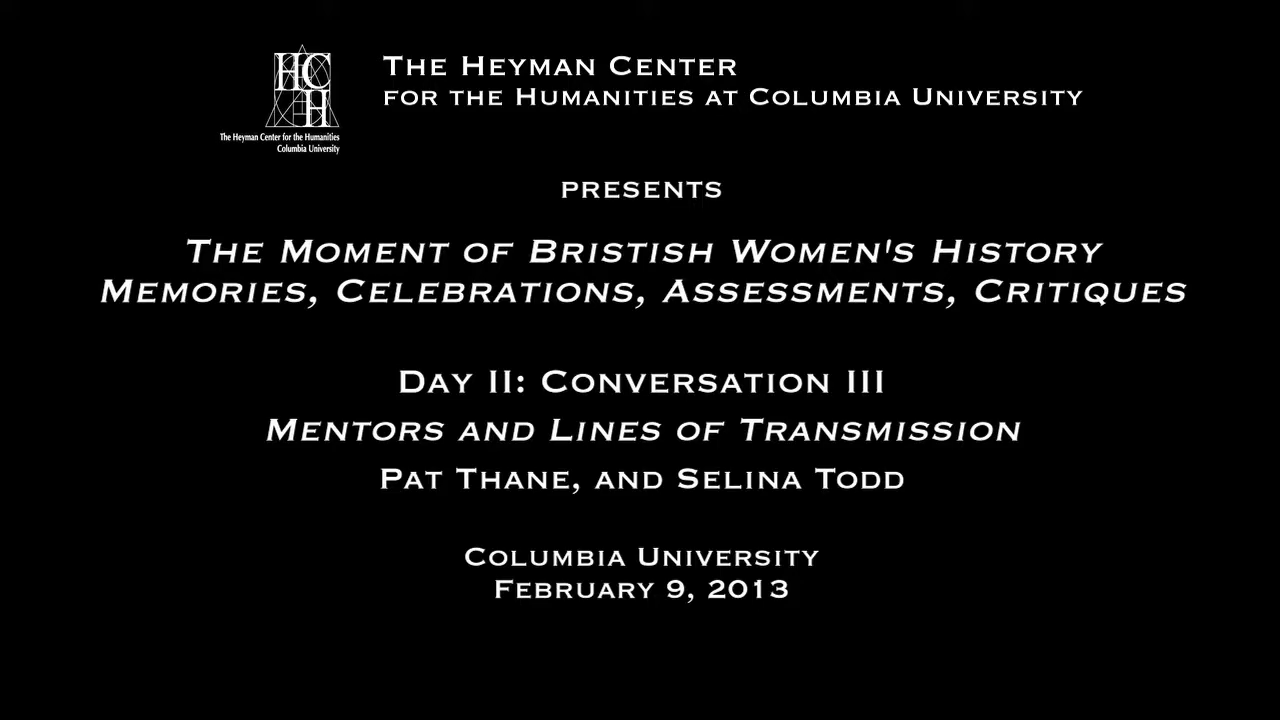 HCH
The Heyman Center for the Humanities
Columbia University
The Heyman Center
for the Humanities at Columbia University
presents
The Moment of Bristish Women's History
Memories, Celebrations, Assessments, Critiques
Day II: Conversation III
Mentors and Lines of Transmission
Pat Thane, and Selina Todd
Columbia University
February 9, 2013